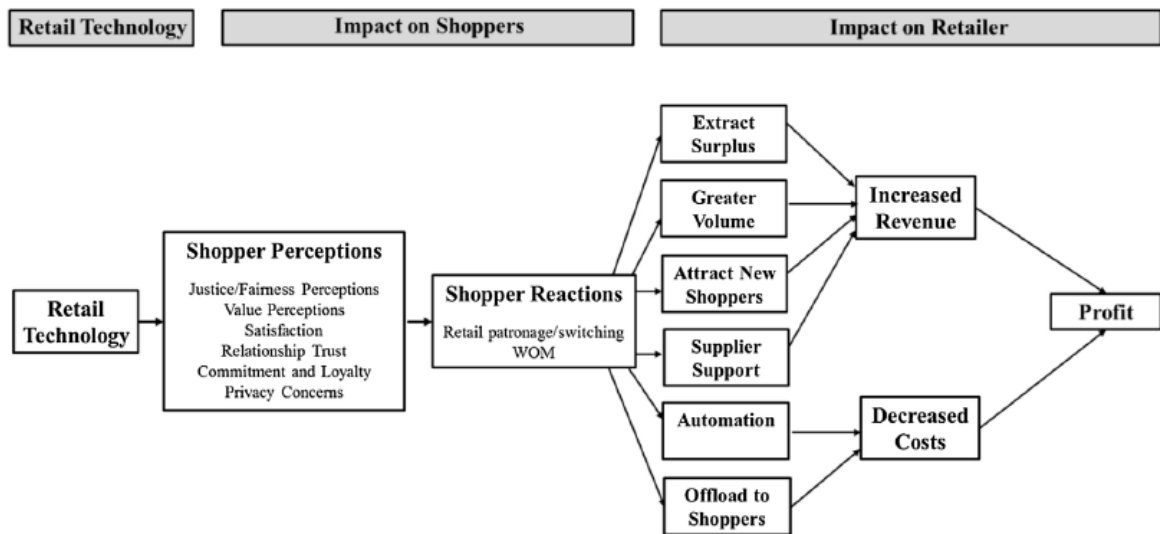 Retail Technology
Impact on Shoppers
Impact on Retailer
Retail
Technology
Shopper Perceptions
Justice/Fairness Perceptions
Value Perceptions
Satisfaction
Relationship Trust
Commitment and Loyalty
Privacy Concerns
Shopper Reactions
Retail patronage/switching
WOM
Extract
Surplus
Greater
Volume
Attract New
Shoppers
Supplier
Support
Automation
Offload to
Shoppers
Increased
Revenue
Decreased
Costs
Profit